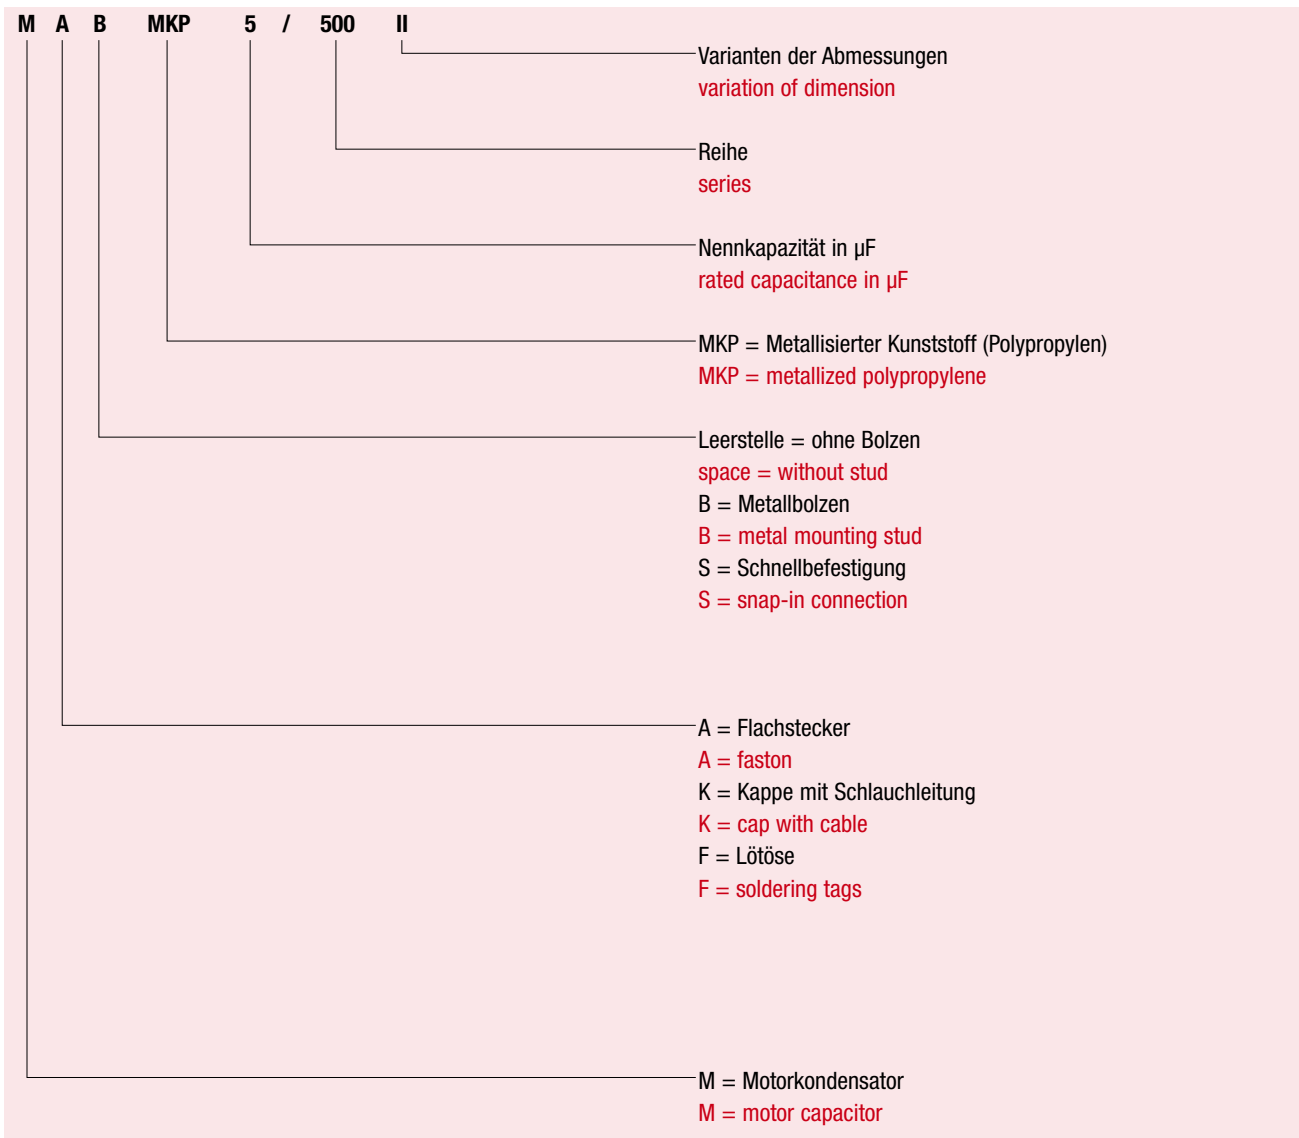 M A B MKP 5 / 500 II
Varianten der Abmessungen
variation of dimension
Reihe
series
Nennkapazität in µF
rated capacitance in µF
MKP = Metallisierter Kunststoff (Polypropylen)
MKP = metallized polypropylene
Leerstelle = ohne Bolzen
space = without stud
B = Metallbolzen
B = metal mounting stud
S = Schnellbefestigung
S = snap-in connection
A = Flachstecker
A = faston
K = Kappe mit Schlauchleitung
K = cap with cable
F = Lötöse
F = soldering tags
M = Motorkondensator
M = motor capacitor